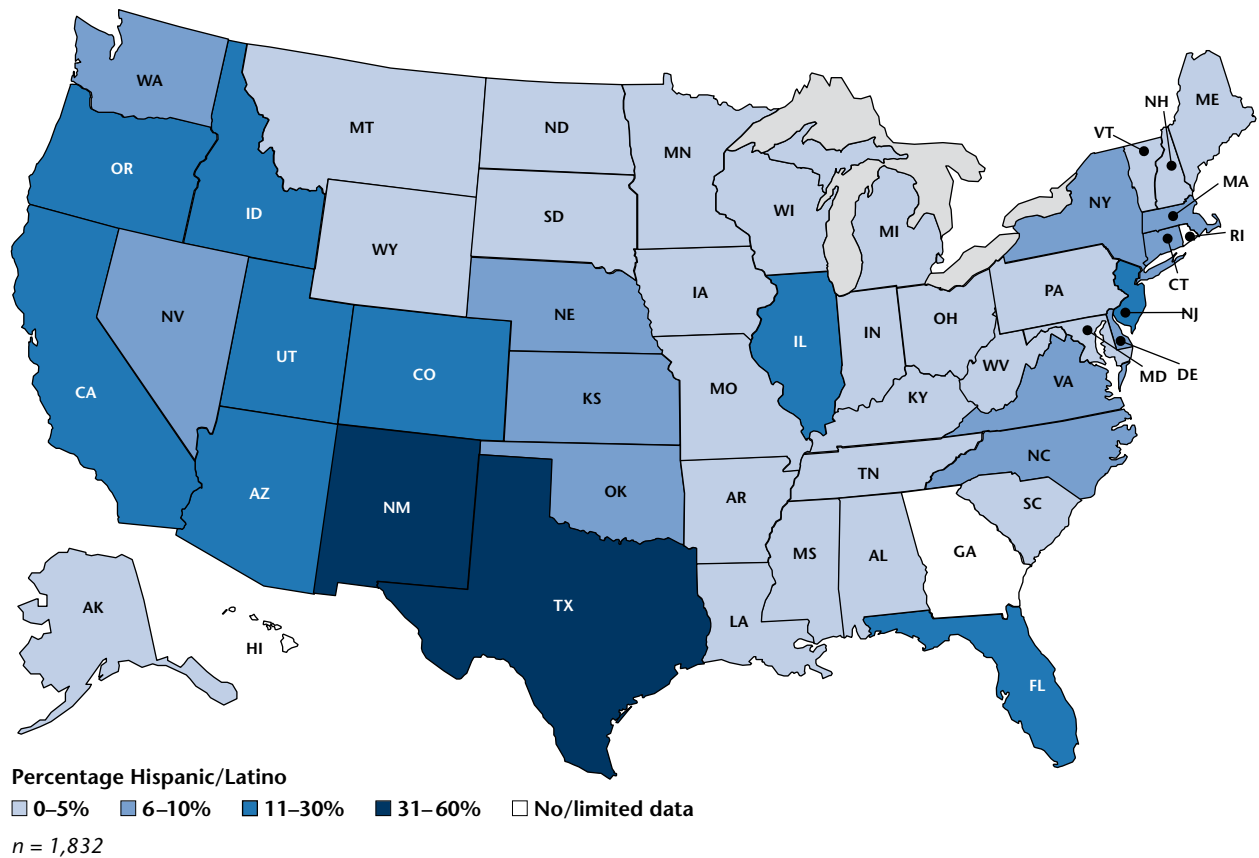 WA
MT
ND
MN
ME
NH
VT
OR
ID
SD
WI
MI
NY
MA
RI
WY
IA
PA
CT
NJ
NV
NE
IL
IN
OH
UT
CO
MO
WV
VA
MD
DE
CA
KS
KY
AZ
NM
OK
AR
TN
NC
SC
MS
AL
GA
TX
LA
AK
HI
FL
Percentage Hispanic/Latino
0–5% 6–10% 11–30% 31–60% No/limited data
n = 1,832